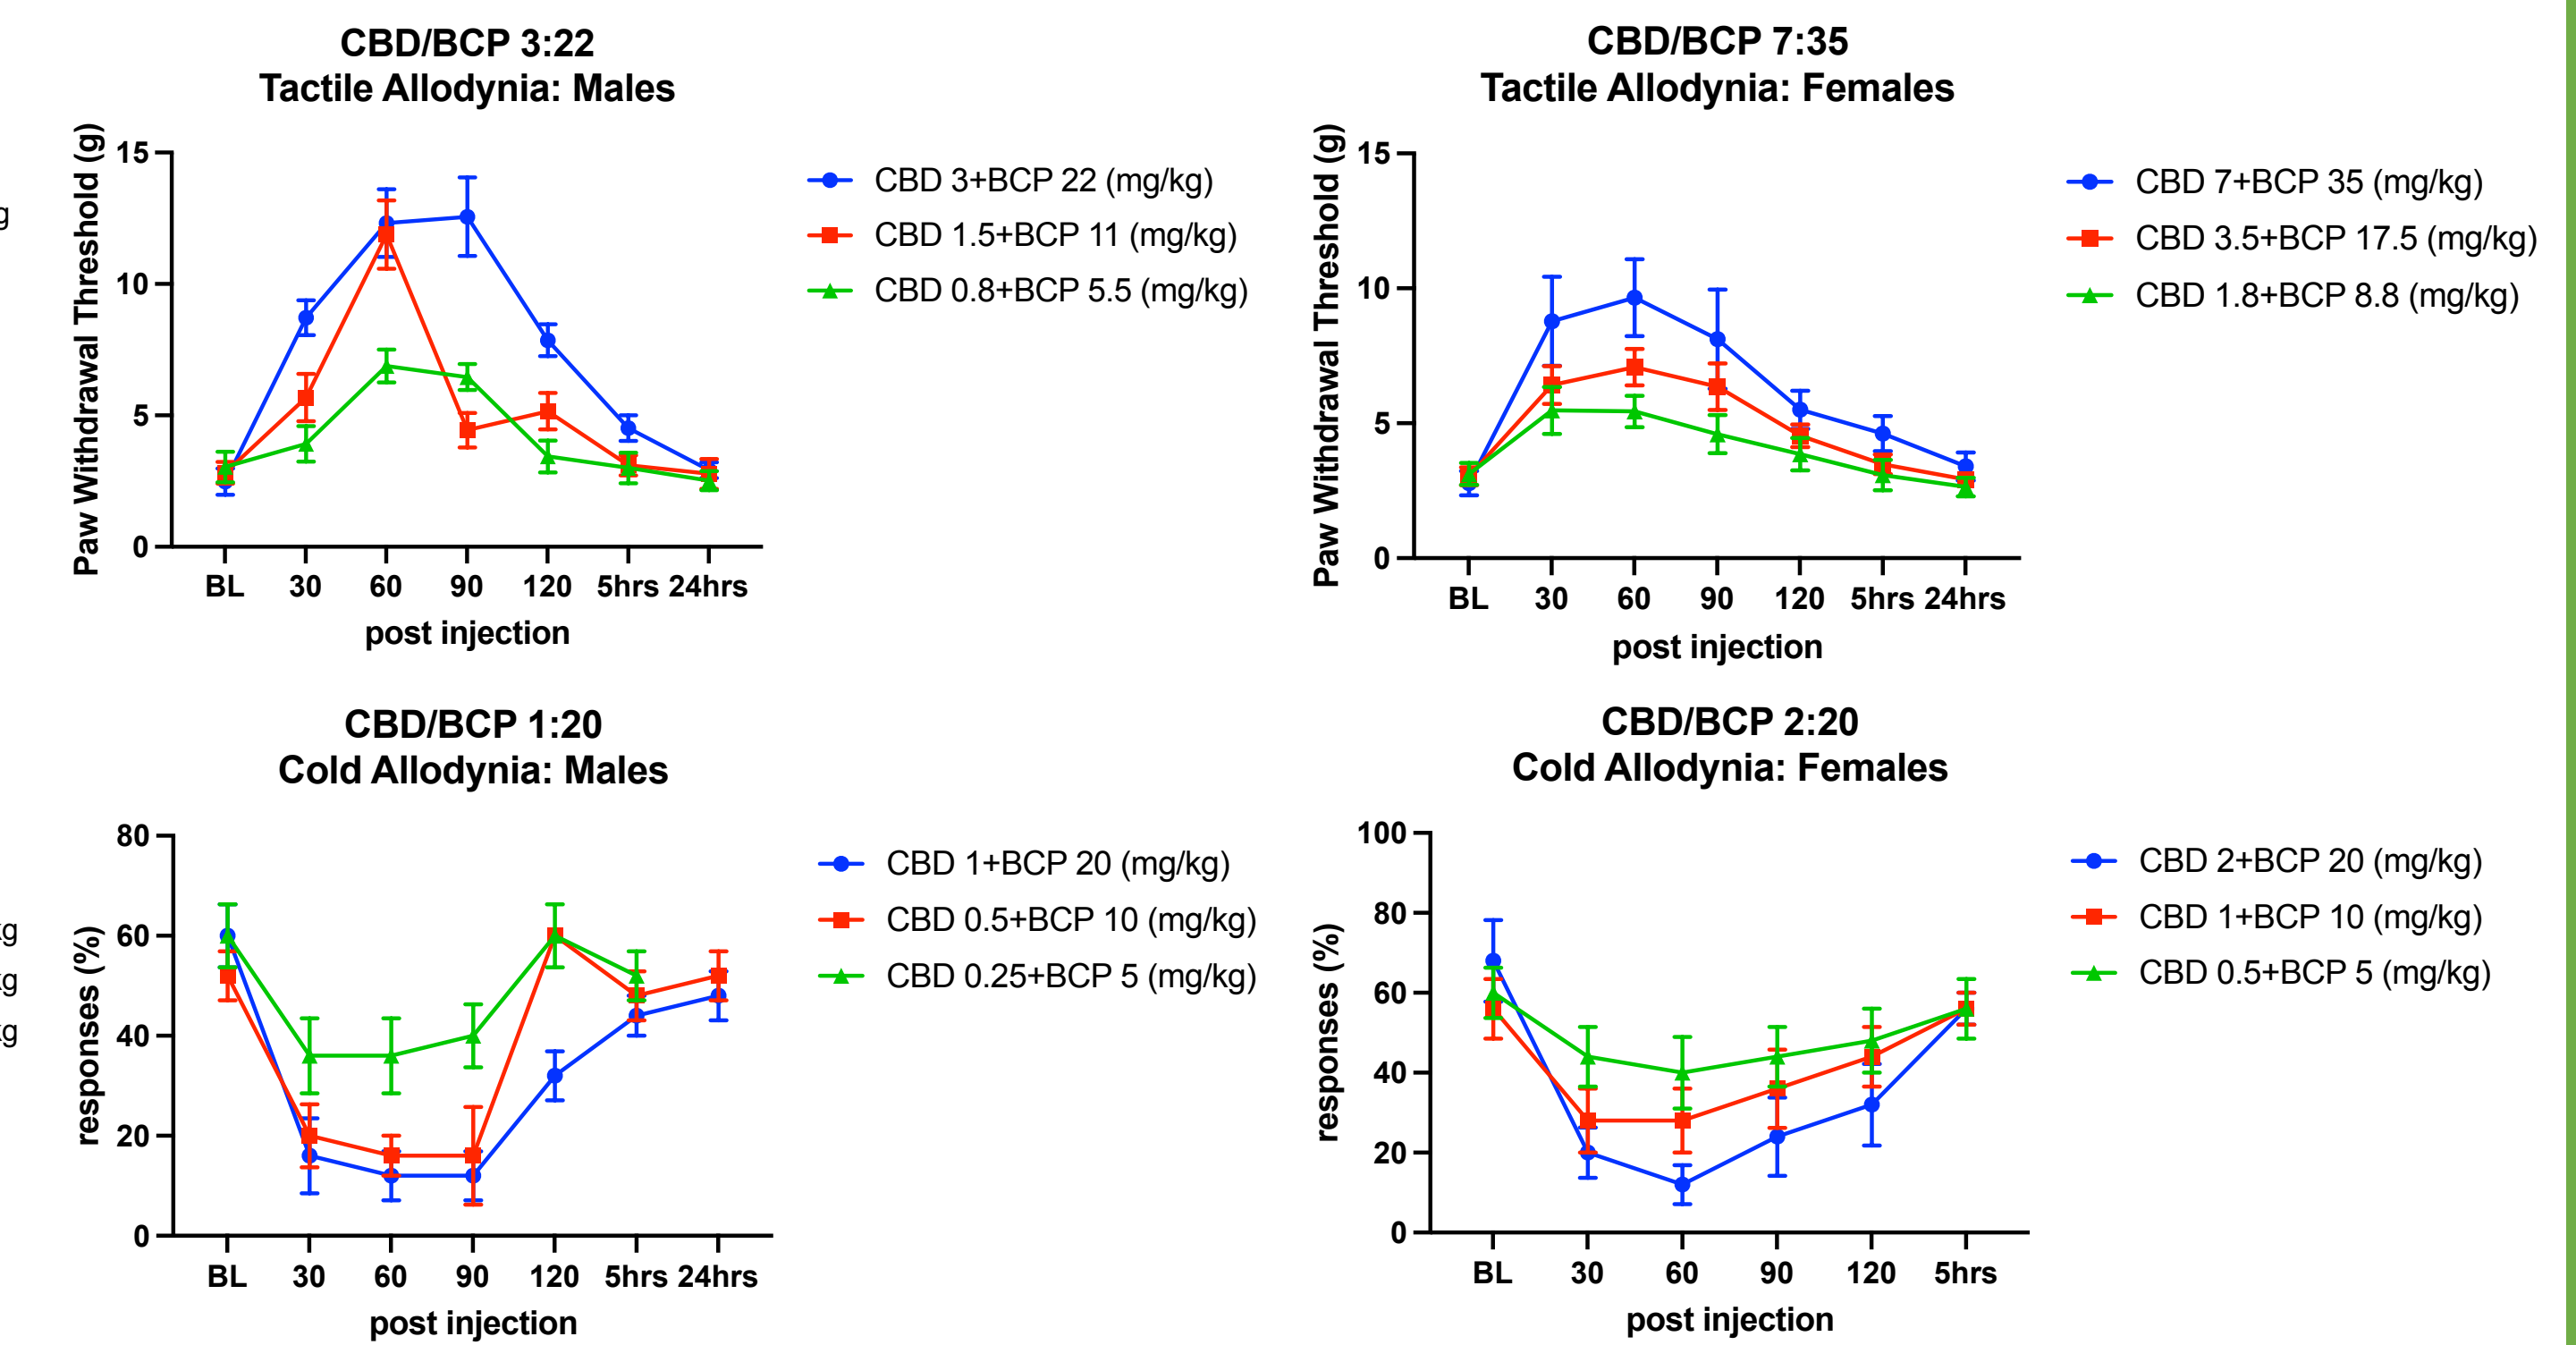 CBD/BCP 3:22
Tactile Allodynia: Males
Paw Withdrawal Threshold (g)
15
10
5
0
BL 30 60 90 120 5hrs 24hrs
post injection
CBD 3+BCP 22 (mg/kg)
CBD 1.5+BCP 11 (mg/kg)
CBD 0.8+BCP 5.5 (mg/kg)
g
CBD/BCP 7:35
Tactile Allodynia: Females
Paw Withdrawal Threshold (g)
15
10
5
0
BL 30 60 90 120 5hrs 24hrs
post injection
CBD 7+BCP 35 (mg/kg)
CBD 3.5+BCP 17.5 (mg/kg)
CBD 1.8+BCP 8.8 (mg/kg)
CBD/BCP 1:20
Cold Allodynia: Males
responses (%)
80
60
40
20
0
BL 30 60 90 120 5hrs 24hrs
post injection
CBD 1+BCP 20 (mg/kg)
CBD 0.5+BCP 10 (mg/kg)
CBD 0.25+BCP 5 (mg/kg)
g
g
g
CBD/BCP 2:20
Cold Allodynia: Females
responses (%)
100
80
60
40
20
0
BL 30 60 90 120 5hrs
post injection
CBD 2+BCP 20 (mg/kg)
CBD 1+BCP 10 (mg/kg)
CBD 0.5+BCP 5 (mg/kg)